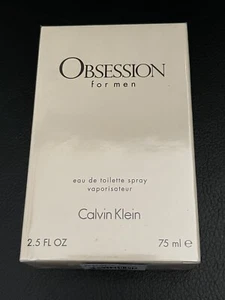 OBSESSION
for men
eau de toilette spray
vaporisateur
Calvin Klein
2.5 FL OZ 75 ml e